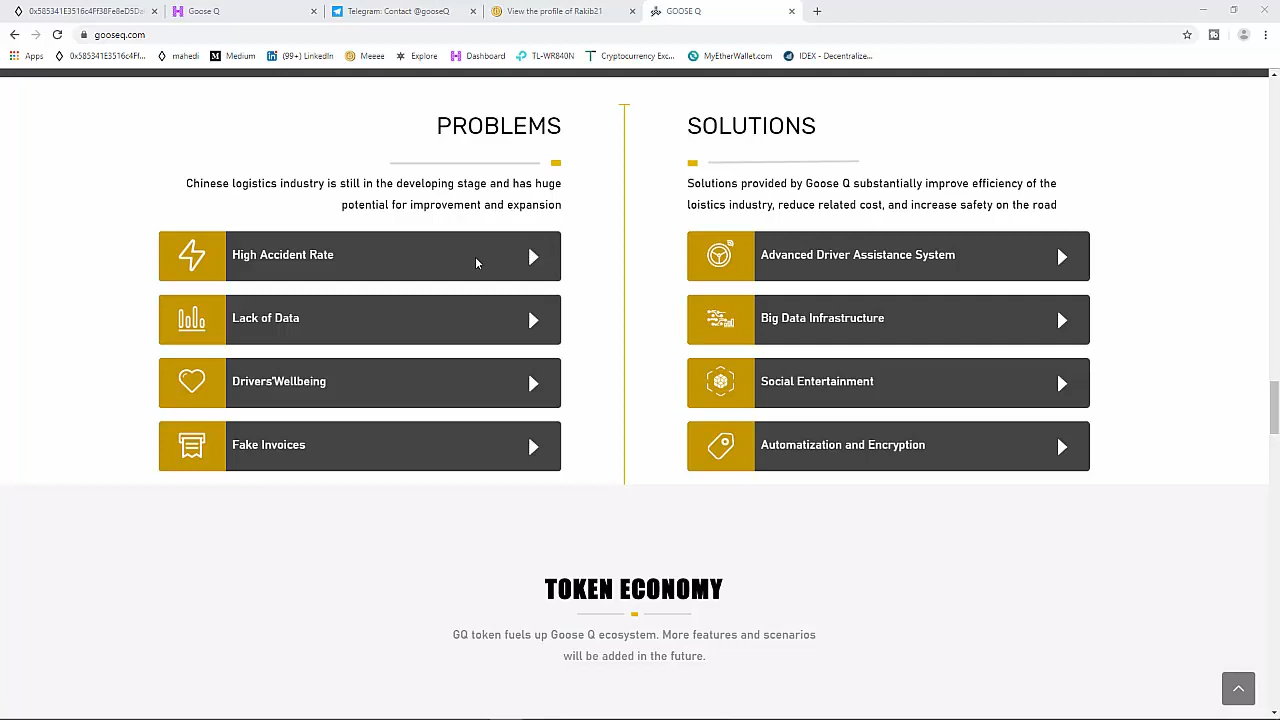 0x585341E3516c4Ff38Fe8eD5Da
Goose Q
Telegram: Contact @gooseQ
View the profile of Rakib21
GOOSE Q
gooseq.com
Apps
0x585341E3516c4Ff...
mahedi
Medium
(99+) LinkedIn
Meeee
Explore
Dashboard
TL-WR840N
Cryptocurrency Exc...
MyEtherWallet.com
IDEX - Decentralize...
PROBLEMS
Chinese logistics industry is still in the developing stage and has huge
potential for improvement and expansion
High Accident Rate
Lack of Data
Drivers'Wellbeing
Fake Invoices
SOLUTIONS
Solutions provided by Goose Q substantially improve efficiency of the
loistics industry, reduce related cost, and increase safety on the road
Advanced Driver Assistance System
Big Data Infrastructure
Social Entertainment
Automatization and Encryption
TOKEN ECONOMY
GQ token fuels up Goose Q ecosystem. More features and scenarios
will be added in the future.